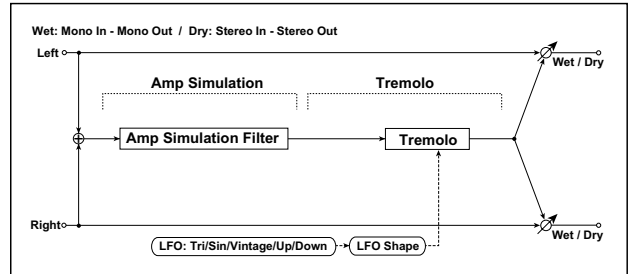 Wet: Mono In - Mono Out / Dry: Stereo In - Stereo Out
Left
Wet / Dry
Amp Simulation
Tremolo
Amp Simulation Filter
Tremolo
Right
Wet / Dry
LFO: Tri/Sin/Vintage/Up/Down
LFO Shape